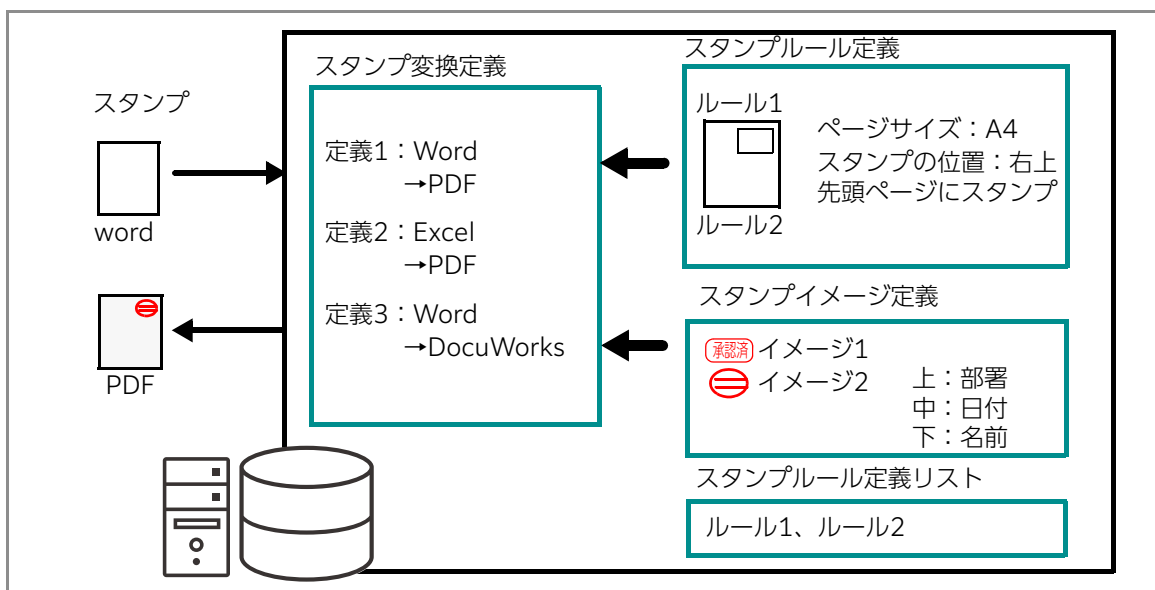 スタンプ
word
PDF
スタンプ変換定義
定義1：Word
→PDF
定義2：Excel
→PDF
定義3：Word
→DocuWorks
スタンプルール定義
ルール1
ページサイズ：A4
スタンプの位置：右上
先頭ページにスタンプ
ルール2
スタンプイメージ定義
承認済 イメージ1
イメージ2
上：部署
中：日付
下：名前
スタンプルール定義リスト
ルール1、ルール2